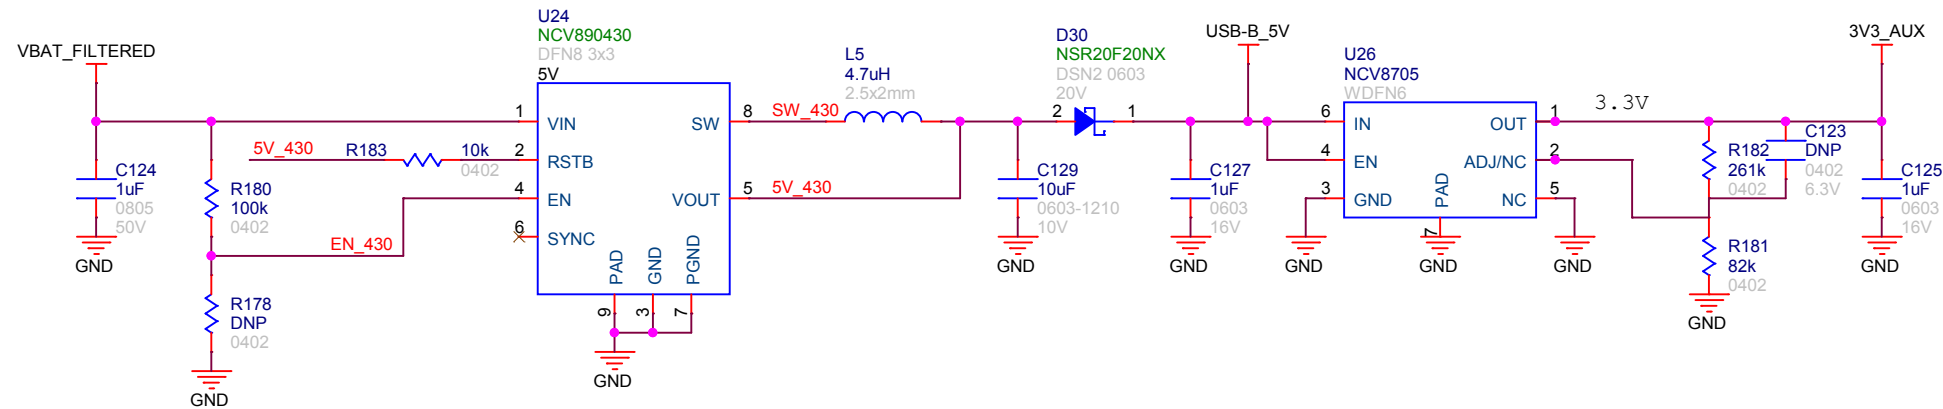 VBAT_FILTERED
C124
1uF
0805
50V
GND
5V_430
R183
10k
0402
R180
100k
0402
EN_430
R178
DNP
0402
GND
U24
NCV890430
DFN8 3x3
5V
1
VIN
2
RSTB
4
EN
6
SYNC
SW
8
VOUT
5
PAD
GND
PGND
9
3
7
GND
SW_430
5V_430
L5
4.7uH
2.5x2mm
C129
10uF
0603-1210
10V
GND
D30
NSR20F20NX
DSN2 0603
20V
2
1
USB-B_5V
C127
1uF
0603
16V
GND
U26
NCV8705
WDFN6
6
IN
4
EN
3
GND
GND
OUT
1
ADJ/NC
2
NC
5
PAD
7
GND
GND
3.3V
R182
261k
0402
C123
DNP
0402
6.3V
R181
82k
0402
GND
3V3_AUX
C125
1uF
0603
16V
GND